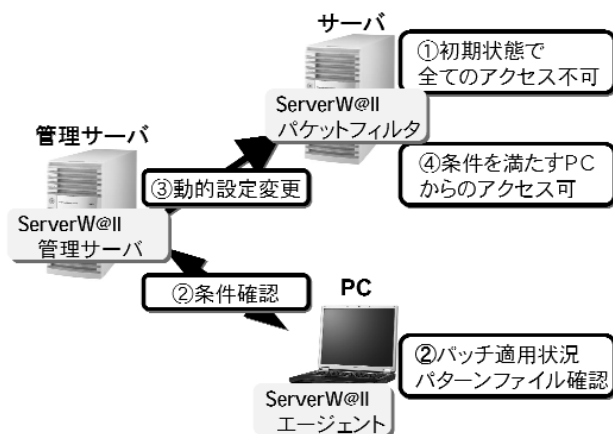 サーバ
①初期状態で
全てのアクセス不可
ServerW@ll
パケットフィルタ
管理サーバ
③動的設定変更
④条件を満たすPC
からのアクセス可
ServerW@ll
管理サーバ
②条件確認
PC
②パッチ適用状況
パターンファイル確認
ServerW@ll
エージェント